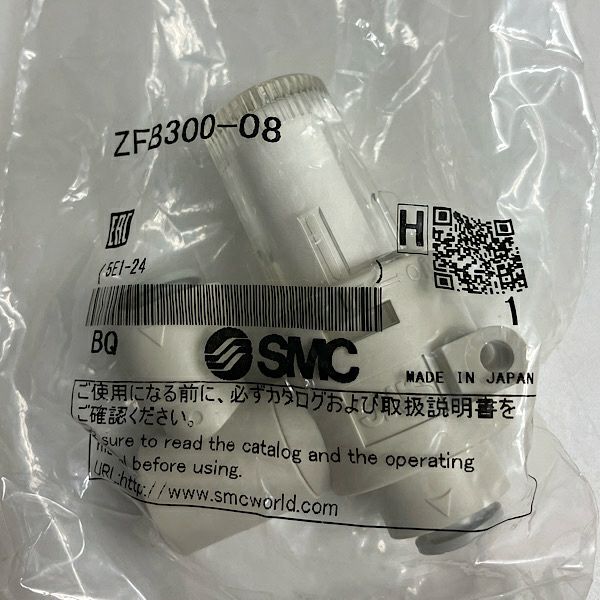 ZFB300-08
EAC
H
5E1-24
1
BQ
SMC
MADE IN JAPAN
ご使用になる前に、必ずカタログおよび取扱説明書を
ご確認ください。
sure to read the catalog and the operating
before using.
URL:http://www.smcworld.com